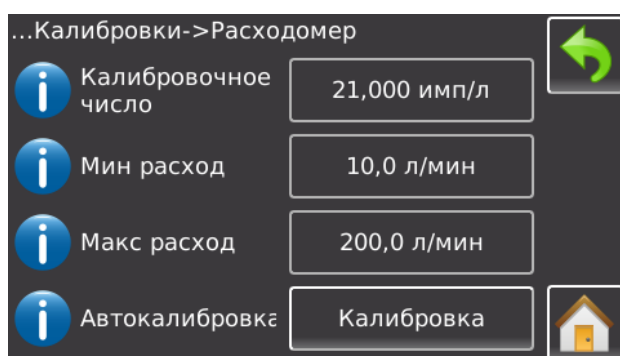 ...Калибровки->Расходомер
Калибровочное
число
21,000 имп/л
Мин расход
10,0 л/мин
Макс расход
200,0 л/мин
Автокалибровка
Калибровка